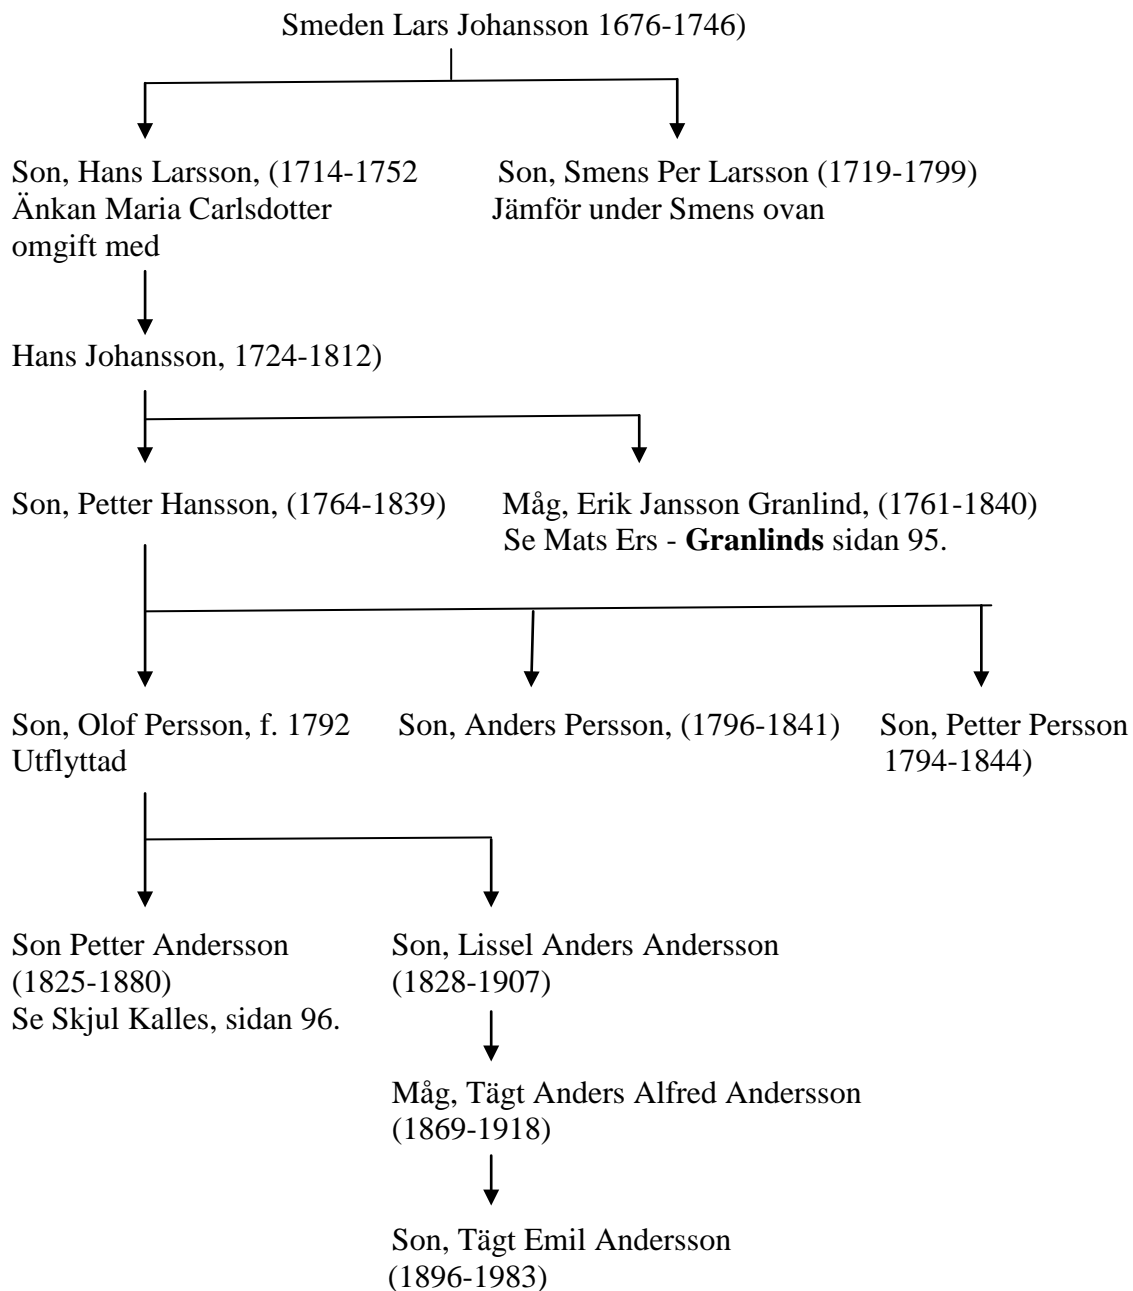 Smeden Lars Johansson 1676-1746)
Son, Hans Larsson, (1714-1752
Änkan Maria Carlsdotter
omgift med
Son, Smens Per Larsson (1719-1799)
Jämför under Smens ovan
Hans Johansson, 1724-1812)
Son, Petter Hansson, (1764-1839)
Måg, Erik Jansson Granlind, (1761-1840)
Se Mats Ers - Granlinds sidan 95.
Son, Olof Persson, f. 1792
Utflyttad
Son, Anders Persson, (1796-1841)
Son, Petter Persson
1794-1844)
Son Petter Andersson
(1825-1880)
Se Skjul Kalles, sidan 96.
Son, Lissel Anders Andersson
(1828-1907)
Måg, Tägt Anders Alfred Andersson
(1869-1918)
Son, Tägt Emil Andersson
(1896-1983)